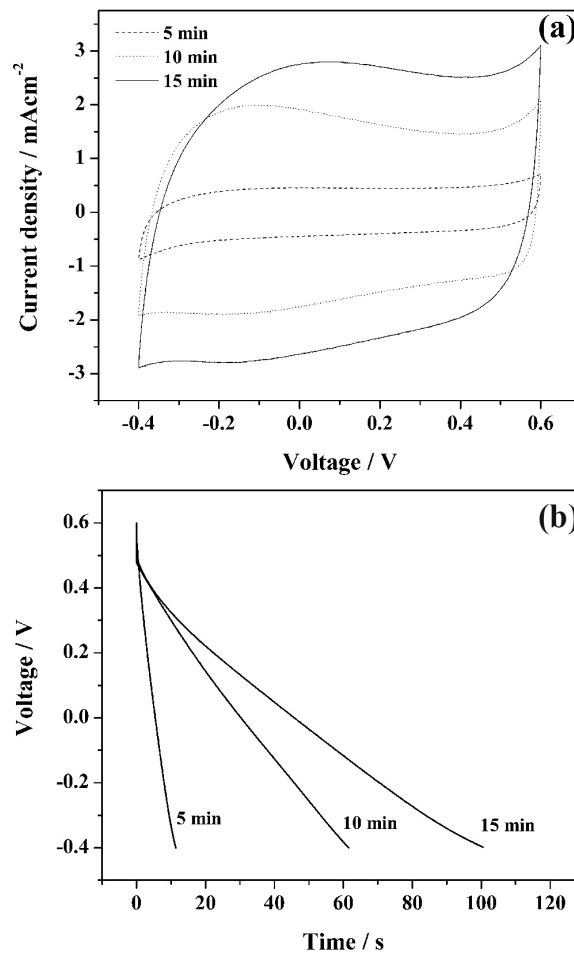 (a)
5 min
10 min
15 min
3
2
1
0
-1
-2
-3
Current density / mAcm⁻²
-0.4 -0.2 0.0 0.2 0.4 0.6
Voltage / V
(b)
0.6
0.4
0.2
0.0
-0.2
-0.4
Voltage / V
5 min 10 min 15 min
0 20 40 60 80 100 120
Time / s